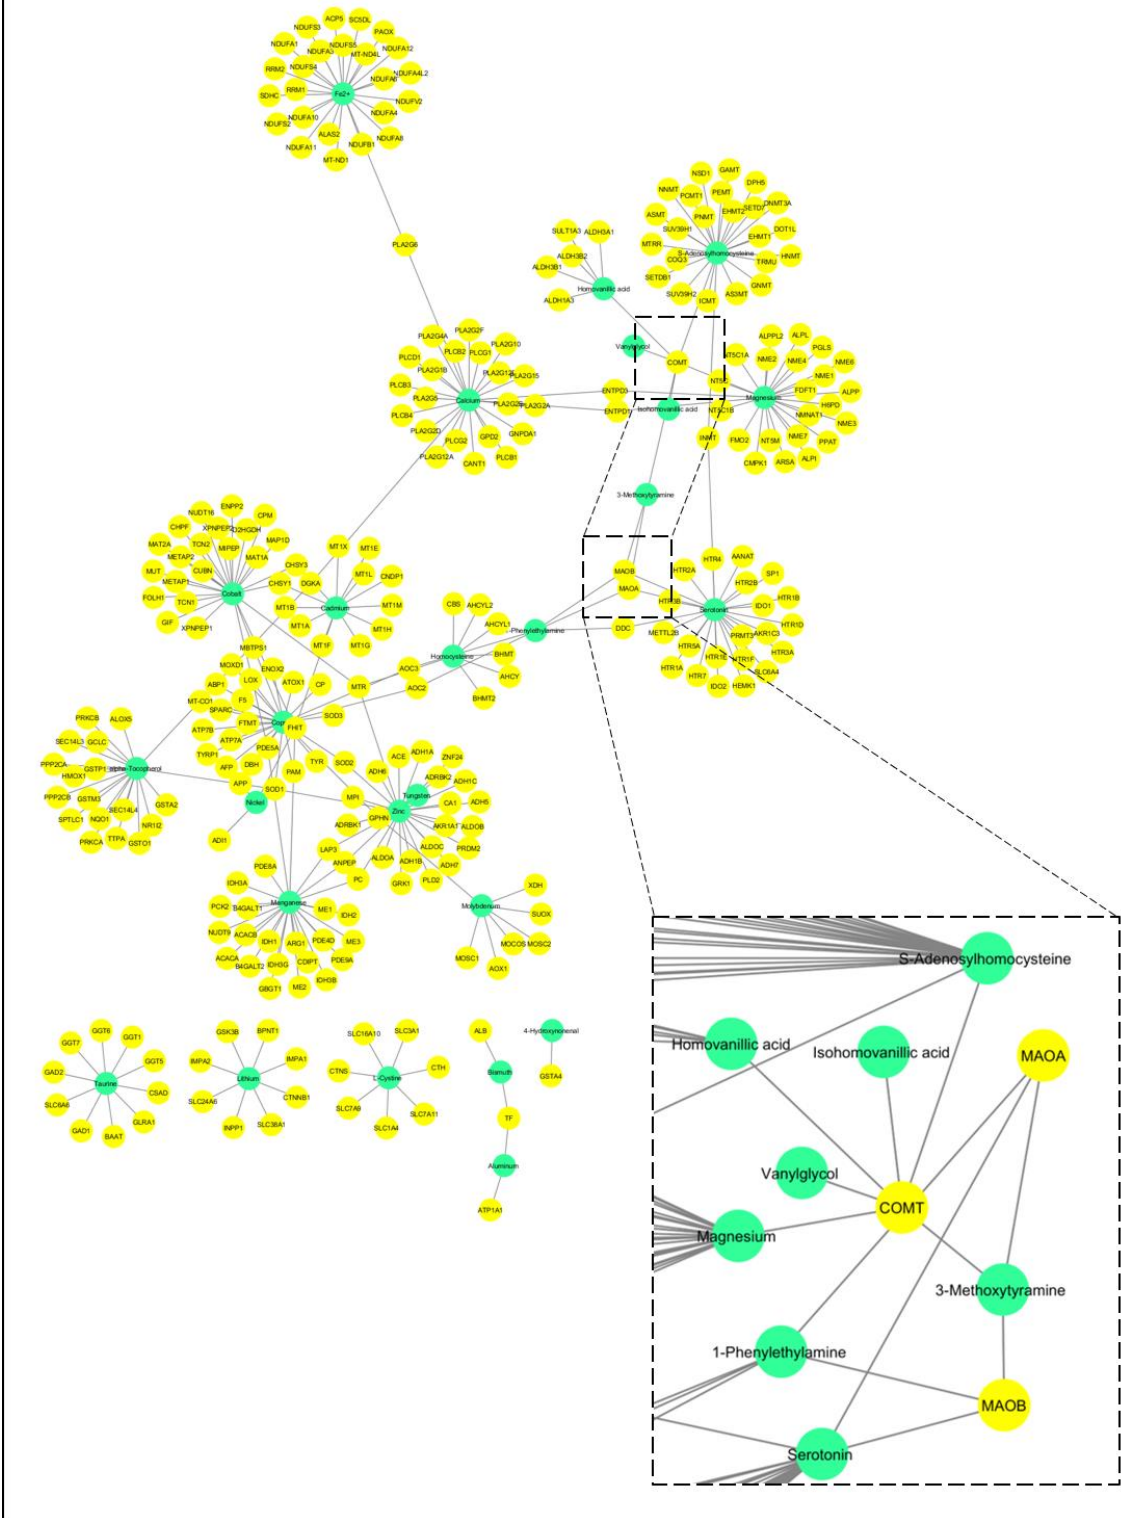 ACP5
SC5DL
NDUFS3
PAOX
NDUFA1
NDUFA3
NDUFS5
MT-ND4L
NDUFA12
RRM2
NDUFS4
NDUFA6
NDUFA4L2
SDHC
RRM1
Fe2+
NDUFV2
NDUFS2
NDUFA10
NDUFA4
ALAS2
NDUFA8
NDUFA11
NDUFB1
MT-ND1
PLA2G6
SULT1A3
ALDH3A1
ALDH3B2
ALDH3B1
ALDH1A3
Homovanillic acid
NSD1
GAMT
NNMT
PCMT1
PEMT
DPH5
ASMT
PNMT
EHMT2
SETD7
DNMT3A
SUV39H1
EHMT1
DOT1L
MTRR
S-Adenosylhomocysteine
HNMT
COQ3
TRMU
SETDB1
GNMT
SUV39H2
ICMT
AS3MT
Vanylglycol
COMT
Isohomovanillic acid
NT5C
NT5C1B
INMT
NT5C1A
ALPPL2
ALPL
PGLS
NME2
NME4
NME6
NME1
FDFT1
ALPP
Magnesium
H6PD
NMNAT1
NME3
FMO2
NT5M
NME7
PPAT
CMPK1
ARSA
ALPI
ENTPD3
ENTPD1
PLA2G4A
PLA2G2F
PLCB2
PLCG1
PLA2G10
PLCD1
PLA2G1B
PLA2G15
PLCB3
PLA2G5
Calcium
PLA2G2A
PLCB4
PLA2G2D
PLCG2
GPD2
GNPDA1
PLA2G12A
CANT1
PLCB1
3-Methoxytyramine
MAOB
MAOA
HTR4
AANAT
HTR2A
HTR2B
SP1
HTR3B
Serotonin
IDO1
HTR1B
DDC
METTL2B
PRMT3
AKR1C3
HTR1D
HTR5A
HTR1E
HTR1F
HTR3A
HTR1A
HTR7
SLC6A4
IDO2
HEMK1
NUDT16
ENPP2
CHPF
XPNPEP2
D2HGDH
CPM
MAT2A
TCN2
MIPEP
MAP1D
METAP2
MAT1A
MUT
CUBN
CHSY3
METAP1
CHSY1
DGKA
FOLH1
TCN1
Cobalt
GIF
XPNPEP1
MT1X
MT1E
MT1L
CNDP1
MT1B
Cadmium
MT1M
MT1A
MT1H
MT1F
MT1G
CBS
AHCYL2
AHCYL1
Homocysteine
BHMT
AHCY
BHMT2
MTR
AOC3
AOC2
MBTPS1
MOXD1
ENOX2
ABP1
LOX
ATOX1
CP
MT-CO1
F5
SPARC
SOD3
ATP7B
FTMT
FHIT
ATP7A
TYRP1
PDE5A
AFP
DBH
TYR
SOD2
APP
PAM
SOD1
PRKCB
ALOX5
SEC14L3
GCLC
PPP2CA
HMOX1
GSTP1
alpha-Tocopherol
PPP2CB
GSTM3
SEC14L4
GSTA2
SPTLC1
NQO1
NR1I2
PRKCA
TTPA
GSTO1
Nickel
ADI1
ACE
ADH1A
ZNF24
ADH6
ADRBK2
ADH1C
Tungsten
MPI
Zinc
CA1
ADH5
ADRBK1
GPHN
AKR1A1
ALDOB
LAP3
ALDOC
PRDM2
ANPEP
ALDOA
ADH1B
ADH7
PC
GRK1
PLD2
PDE8A
IDH3A
PCK2
B4GALT1
Manganese
ME1
IDH2
NUDT9
ACACB
IDH1
ARG1
PDE4D
ME3
ACACA
B4GALT2
IDH3G
CDIPT
PDE9A
GBGT1
ME2
IDH3B
XDH
Molybdenum
SUOX
MOCOS
MOSC2
MOSC1
AOX1
GGT6
GGT7
GGT1
GAD2
GGT5
Taurine
CSAD
SLC6A6
GLRA1
GAD1
BAAT
GSK3B
BPNT1
IMPA2
IMPA1
Lithium
SLC24A6
CTNNB1
INPP1
SLC38A1
SLC16A10
SLC3A1
CTNS
CTH
L-Cystine
SLC7A9
SLC7A11
SLC1A4
ALB
Bismuth
TF
Aluminum
ATP1A1
4-Hydroxynonenal
GSTA4
S-Adenosylhomocysteine
Homovanillic acid
Isohomovanillic acid
MAOA
Vanylglycol
COMT
Magnesium
3-Methoxytyramine
1-Phenylethylamine
MAOB
Serotonin